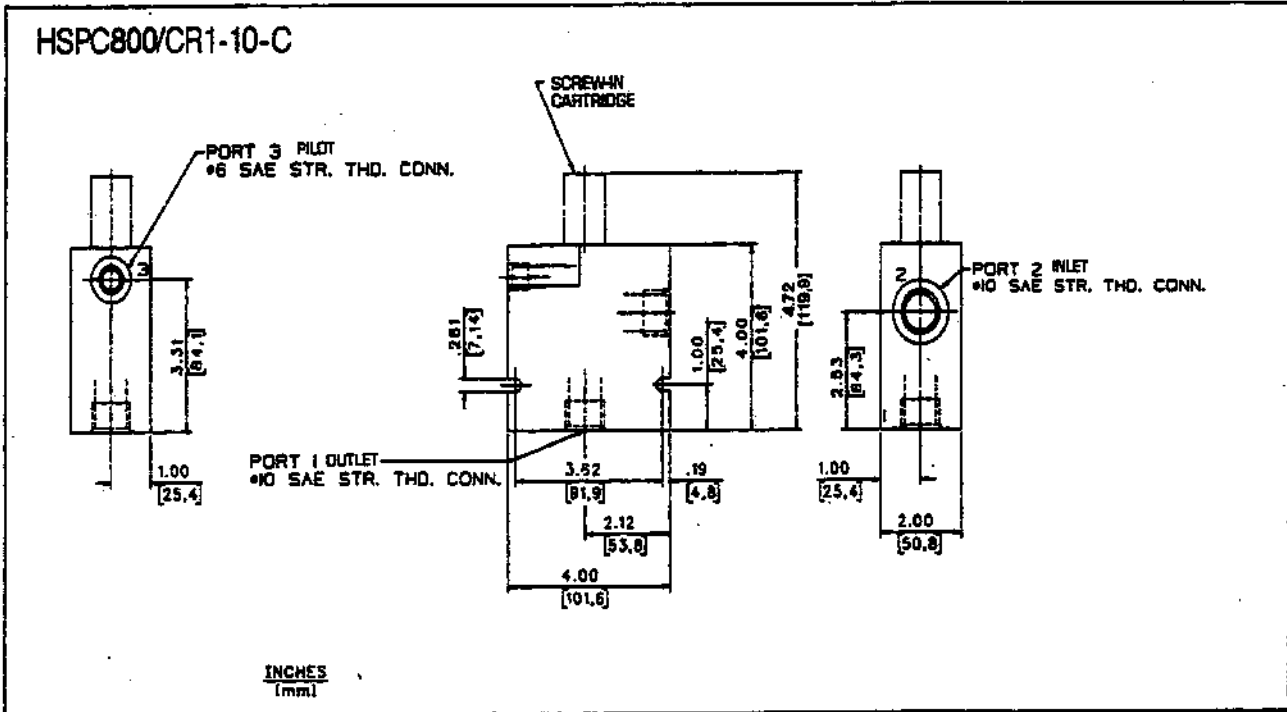 HSPC800/CR1-10-C
SCREW-IN
CARTRIDGE
PORT 3 PILOT
#6 SAE STR. THD. CONN.
3
3.31
[84,1]
1.00
[25,4]
.281
[7,14]
1.00
[25,4]
4.00
[101,6]
4.72
[119,9]
PORT 1 OUTLET
#10 SAE STR. THD. CONN.
3.62
[91,9]
.19
[4,8]
2.12
[53,8]
4.00
[101,6]
2
PORT 2 INLET
#10 SAE STR. THD. CONN.
2.53
[64,3]
1
1.00
[25,4]
2.00
[50,8]
INCHES
[mm]